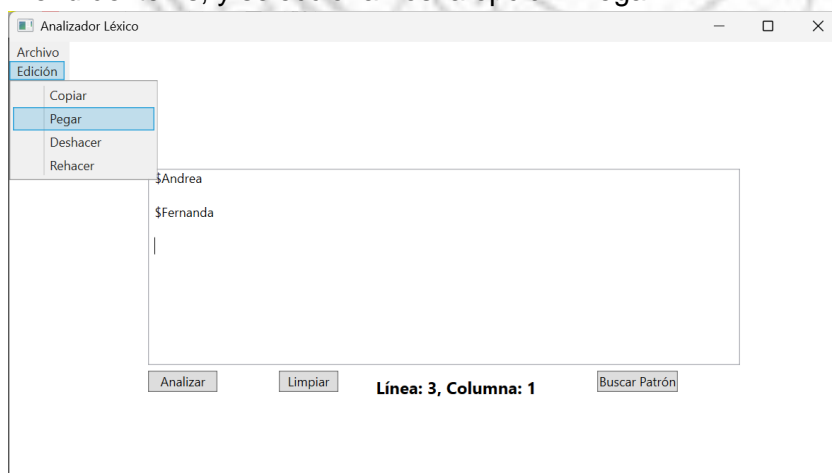 Analizador Léxico
Archivo
Edición
Copiar
Pegar
Deshacer
Rehacer
$Andrea
$Fernanda
Analizar
Limpiar
Línea: 3, Columna: 1
Buscar Patrón